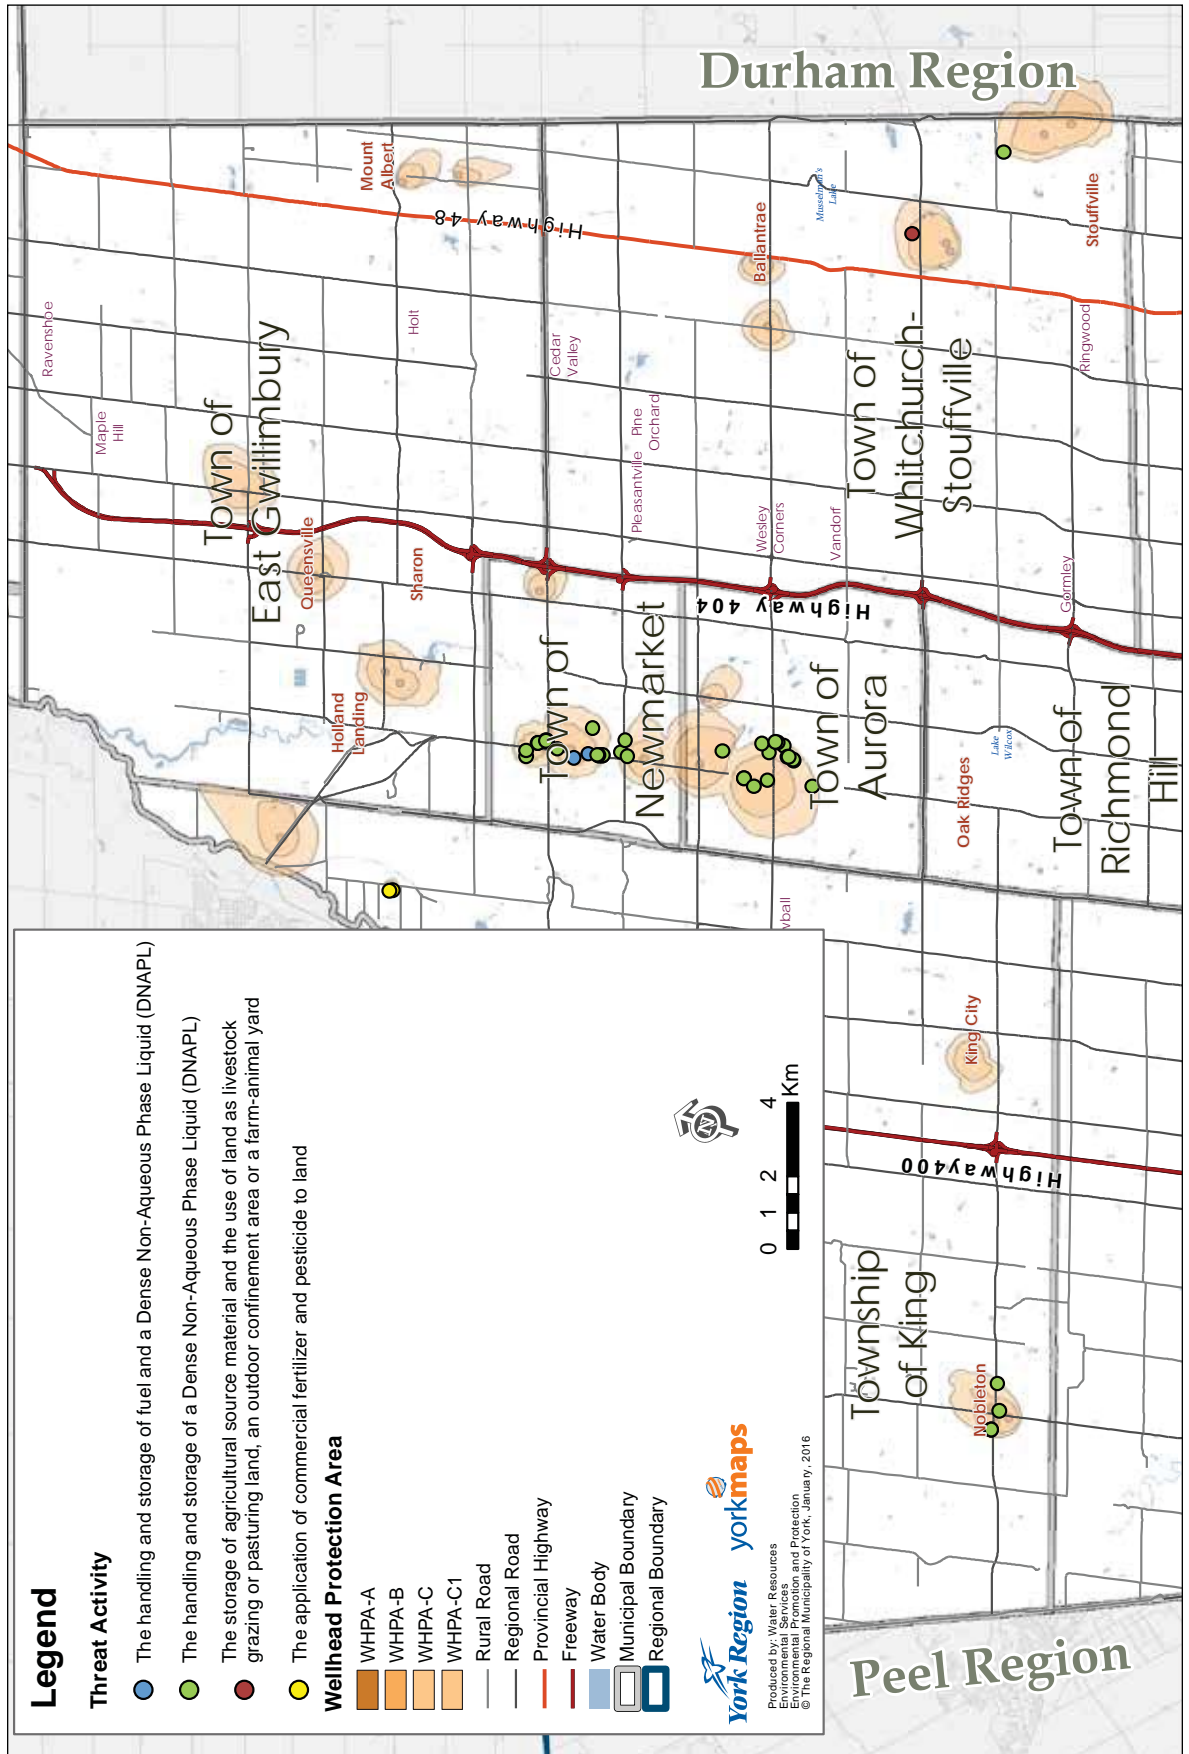 Legend
Threat Activity
The handling and storage of fuel and a Dense Non-Aqueous Phase Liquid (DNAPL)
The handling and storage of a Dense Non-Aqueous Phase Liquid (DNAPL)
The storage of agricultural source material and the use of land as livestock
grazing or pasturing land, an outdoor confinement area or a farm-animal yard
The application of commercial fertilizer and pesticide to land
Wellhead Protection Area
WHPA-A
WHPA-B
WHPA-C
WHPA-C1
Rural Road
Regional Road
Provincial Highway
Freeway
Water Body
Municipal Boundary
Regional Boundary
York Region
yorkmaps
Produced by: Water Resources
Environmental Services
Environmental Promotion and Protection
© The Regional Municipality of York, January, 2016
N
0 1 2 4
Km
Ravenshoe
Maple
Hill
Town of
East Gwillimbury
Queensville
Holland
Landing
Sharon
Holt
Mount
Albert
Highway 48
Cedar
Valley
Town of
Newmarket
Pleasantville
Pine
Orchard
Highway 404
Wesley
Corners
Vandorf
Ballantrae
Musselman's
Lake
Town of
Whitchurch-
Stouffville
Stouffville
Ringwood
Gormley
Town of
Aurora
Lake
Wilcox
Oak Ridges
Town of
Richmond
Hill
wball
King City
Highway400
Township
of King
Nobleton
Durham Region
Peel Region